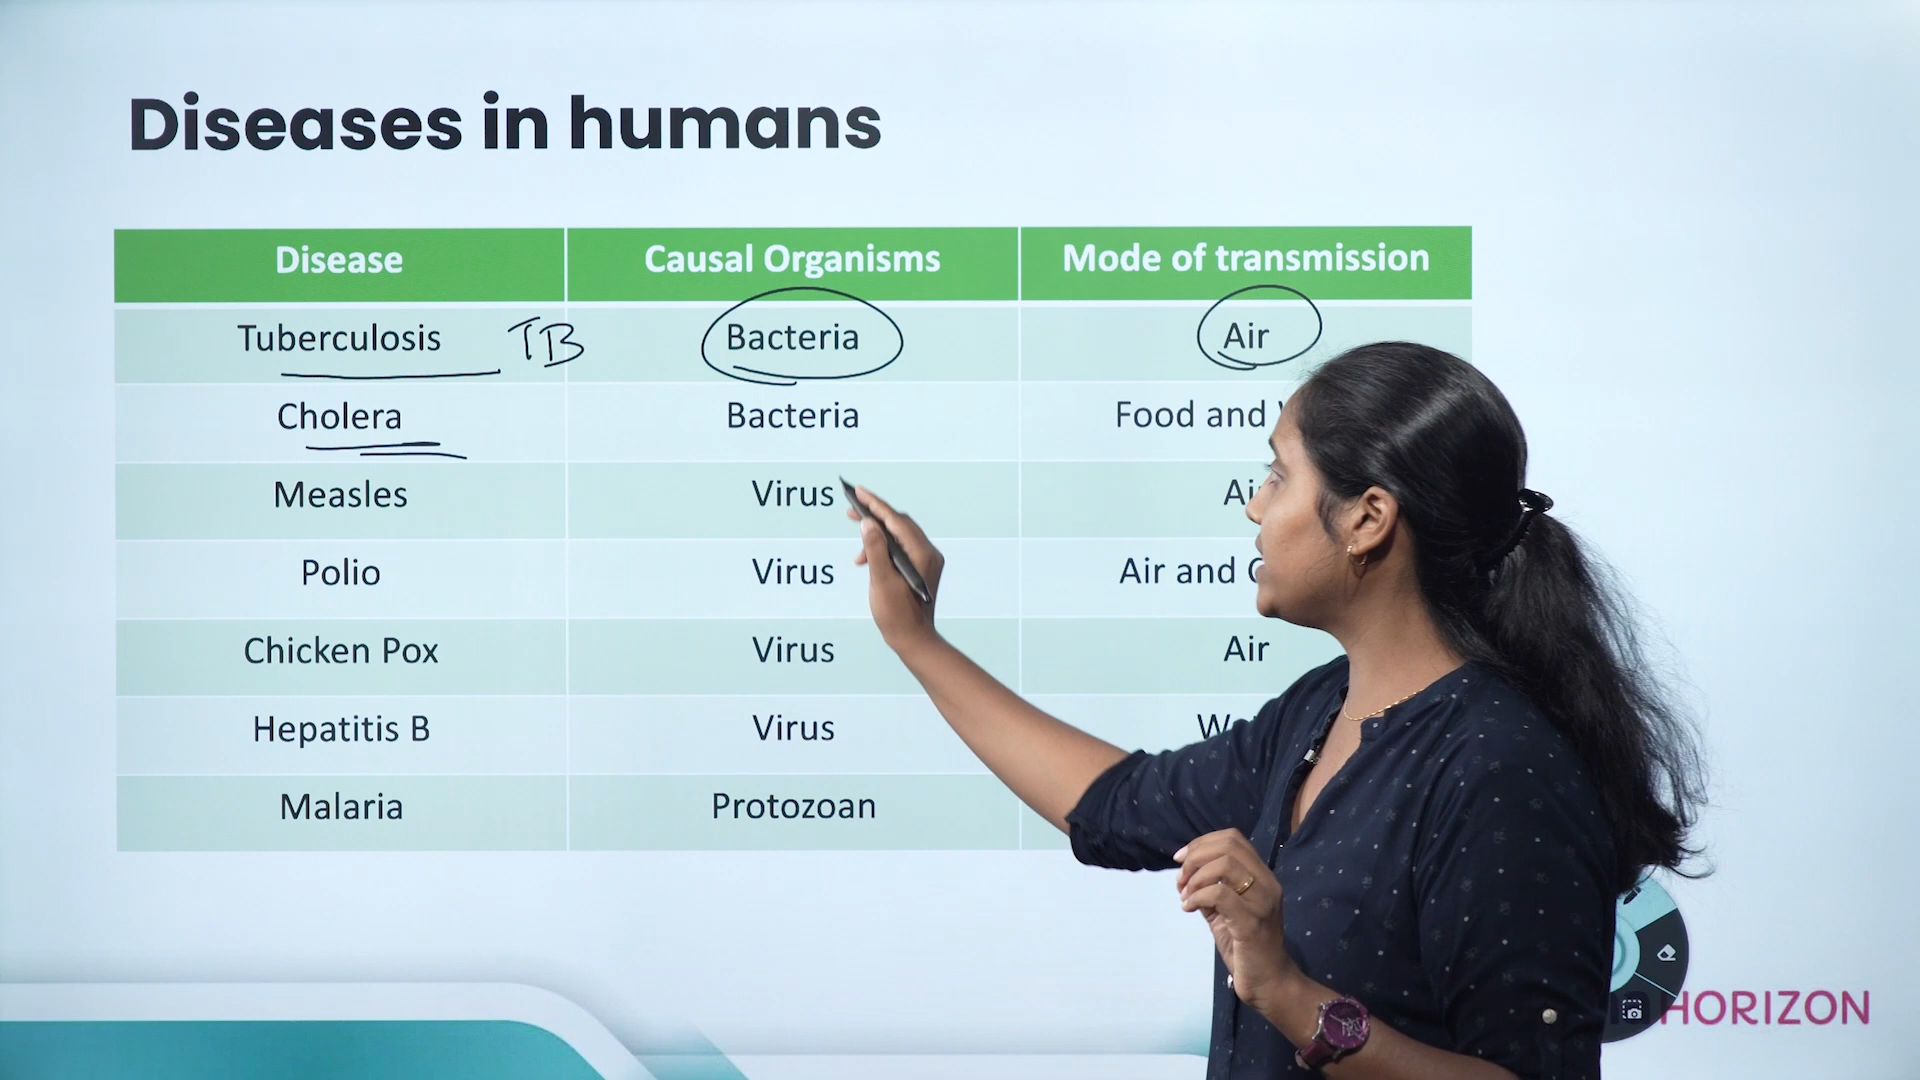 Diseases in humans
Disease Causal Organisms Mode of transmission
Tuberculosis TB Bacteria Air
Cholera Bacteria Food and
Measles Virus
Polio Virus Air and
Chicken Pox Virus Air
Hepatitis B Virus
Malaria Protozoan
HORIZON